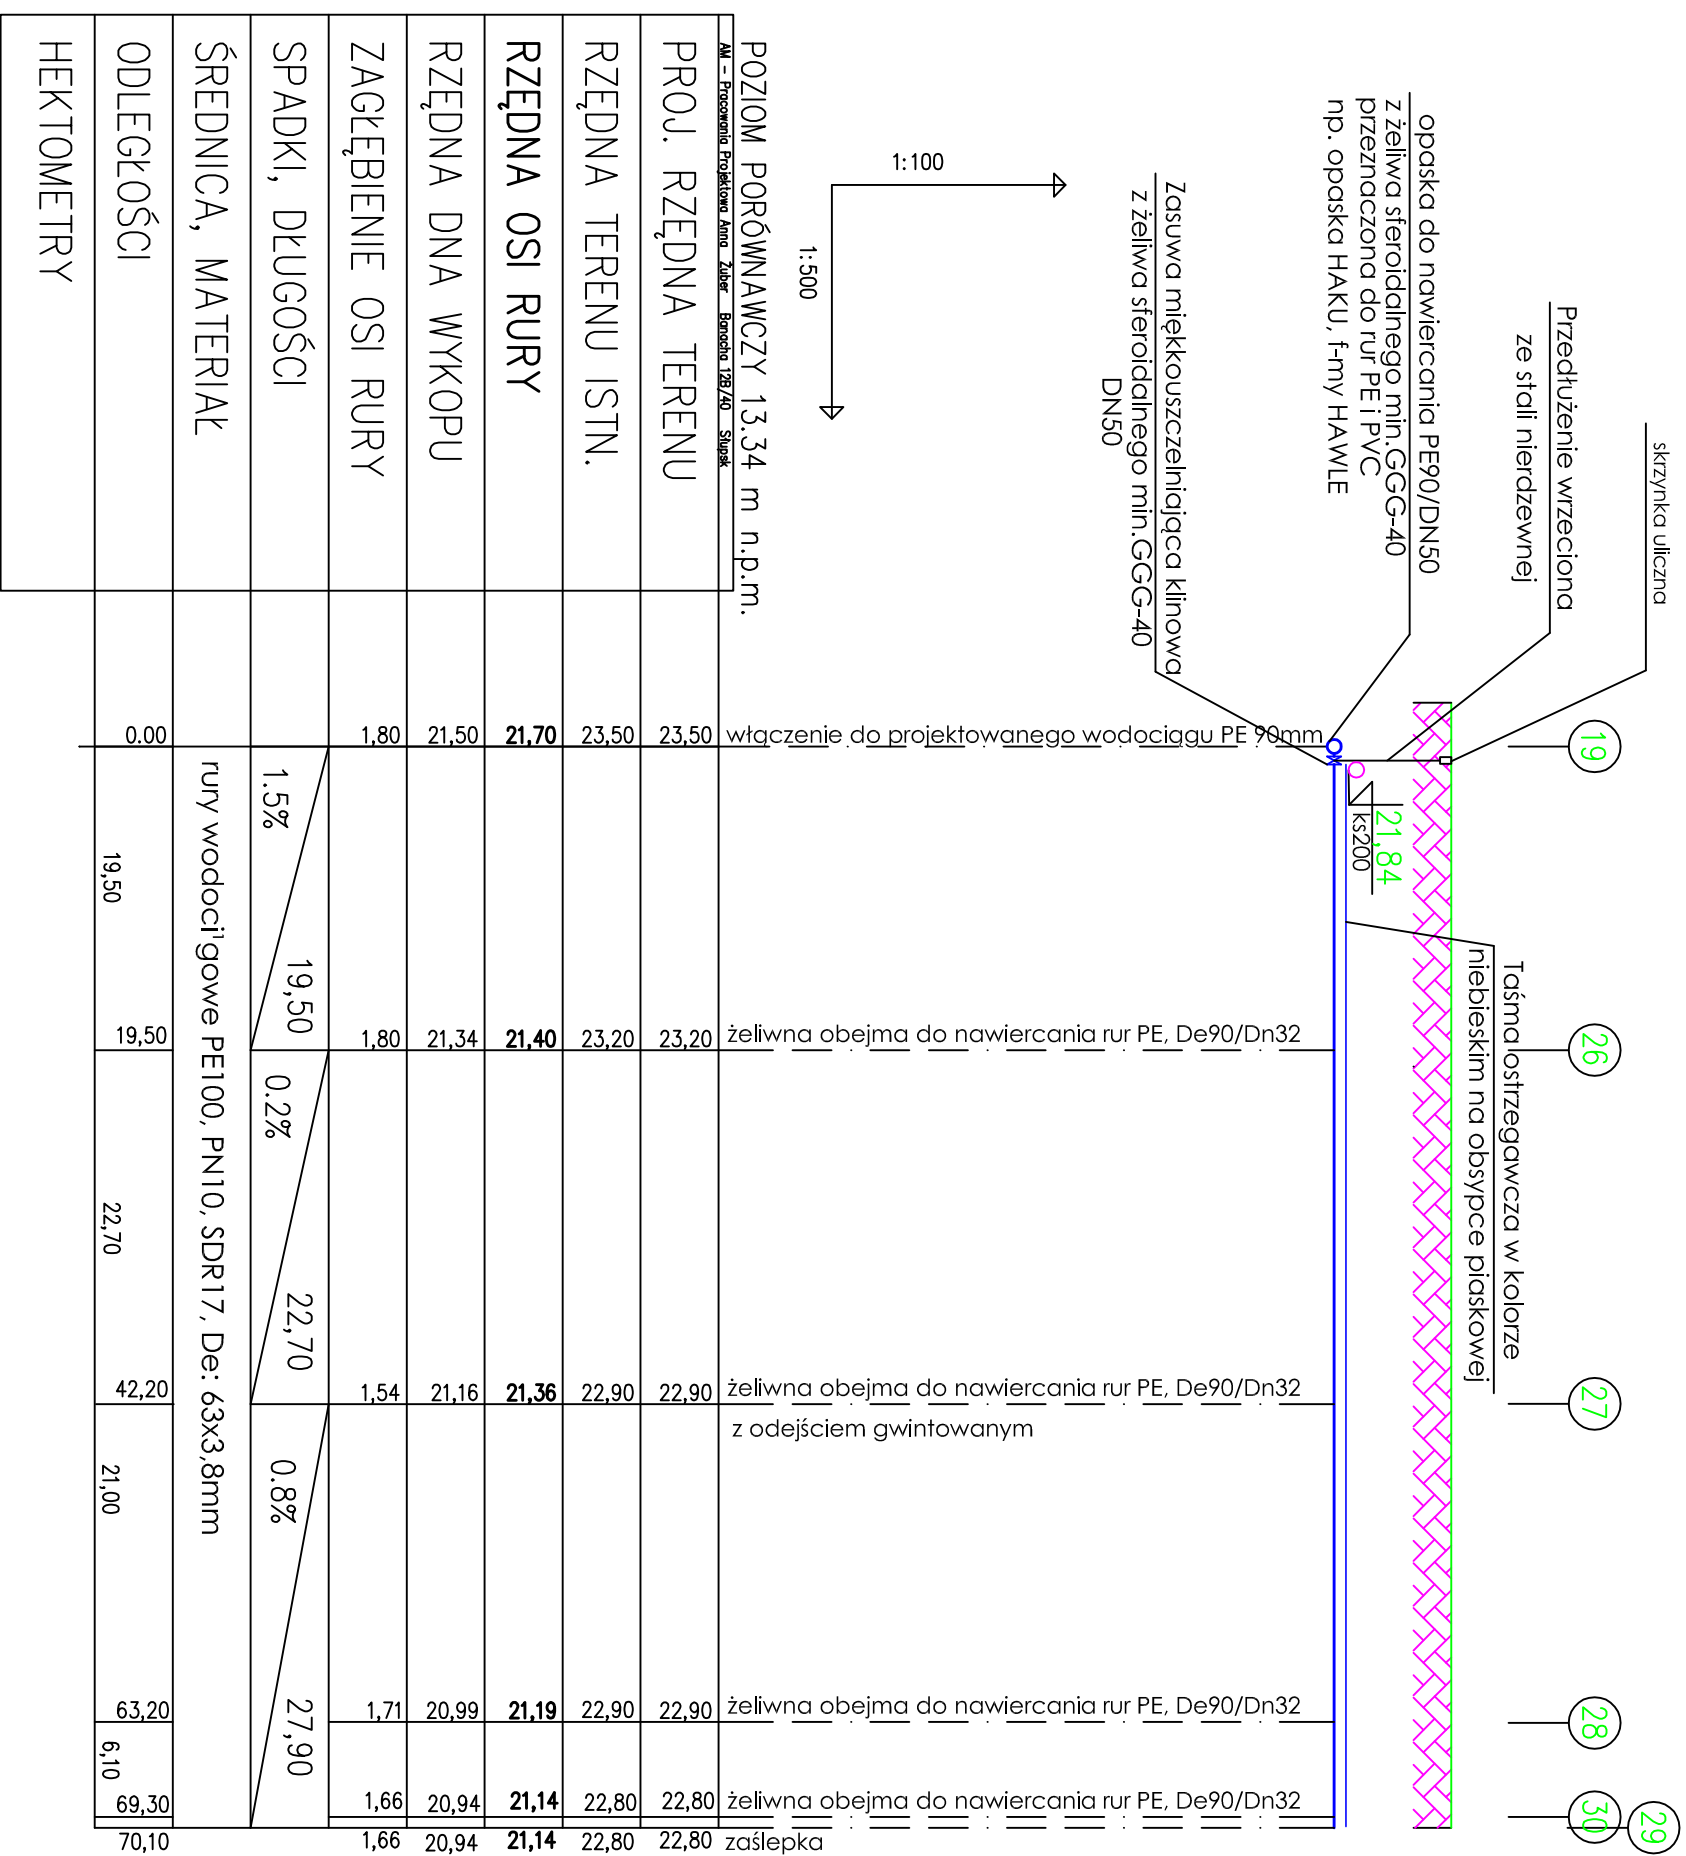 skrzynka uliczna
Przedłużenie wrzeciona
ze stali nierdzewnej
opaska do nawiercania PE90/DN50
z żeliwa sferoidalnego min.GGG-40
przeznaczona do rur PE i PVC
np. opaska HAKU, f-my HAWLE
Zasuwa miękkouszczelniająca klinowa
z żeliwa sferoidalnego min.GGG-40
DN50
1:100
1:500
19
26
27
28
30
29
Taśma ostrzegawcza w kolorze
niebieskim na obsypce piaskowej
21,84
ks200
włączenie do projektowanego wodociągu PE 90mm
żeliwna obejma do nawiercania rur PE, De90/Dn32
żeliwna obejma do nawiercania rur PE, De90/Dn32
z odejściem gwintowanym
żeliwna obejma do nawiercania rur PE, De90/Dn32
żeliwna obejma do nawiercania rur PE, De90/Dn32
zaślepka
POZIOM PORÓWNAWCZY 13.34 m n.p.m.
AM - Pracowania Projektowa Anna Zuber Banacha 12B/40 Słupsk
PROJ. RZĘDNA TERENU
23,50 23,20 22,90 22,90 22,80 22,80
RZĘDNA TERENU ISTN.
23,50 23,20 22,90 22,90 22,80 22,80
RZĘDNA OSI RURY
21,70 21,40 21,36 21,19 21,14 21,14
RZĘDNA DNA WYKOPU
21,50 21,34 21,16 20,99 20,94 20,94
ZAGŁĘBIENIE OSI RURY
1,80 1,80 1,54 1,71 1,66 1,66
SPADKI, DŁUGOŚCI
1.5% 19,50 0.2% 22,70 0.8% 27,90
ŚREDNICA, MATERIAŁ
rury wodoci¹gowe PE100, PN10, SDR17, De: 63x3,8mm
ODLEGŁOŚCI
0.00 19,50 42,20 63,20 69,30 70,10
19,50 22,70 21,00 6,10
HEKTOMETRY